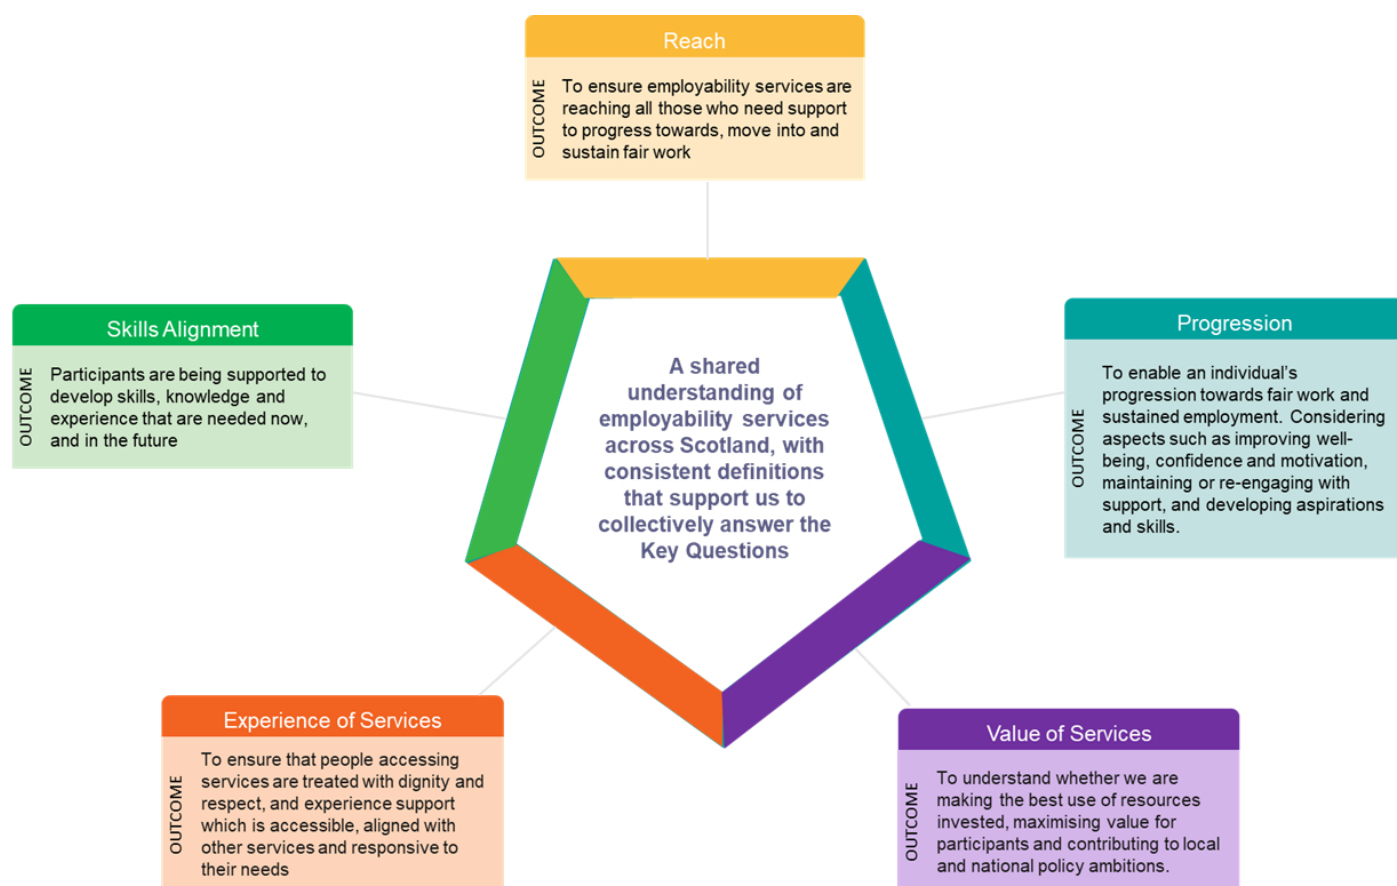 Reach
OUTCOME
To ensure employability services are
reaching all those who need support
to progress towards, move into and
sustain fair work
Skills Alignment
OUTCOME
Participants are being supported to
develop skills, knowledge and
experience that are needed now,
and in the future
A shared
understanding of
employability services
across Scotland, with
consistent definitions
that support us to
collectively answer the
Key Questions
Progression
OUTCOME
To enable an individual’s
progression towards fair work and
sustained employment. Considering
aspects such as improving well-
being, confidence and motivation,
maintaining or re-engaging with
support, and developing aspirations
and skills.
Experience of Services
OUTCOME
To ensure that people accessing
services are treated with dignity and
respect, and experience support
which is accessible, aligned with
other services and responsive to
their needs
Value of Services
OUTCOME
To understand whether we are
making the best use of resources
invested, maximising value for
participants and contributing to local
and national policy ambitions.